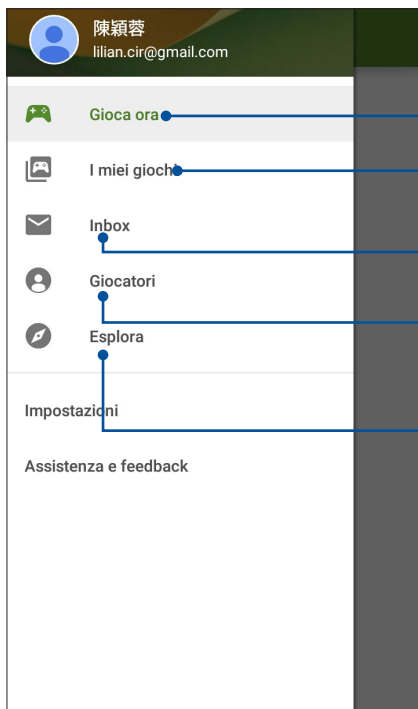 陳穎蓉
lilian.cir@gmail.com
Gioca ora
I miei giochi
Inbox
Giocatori
Esplora
Impostazioni
Assistenza e feedback